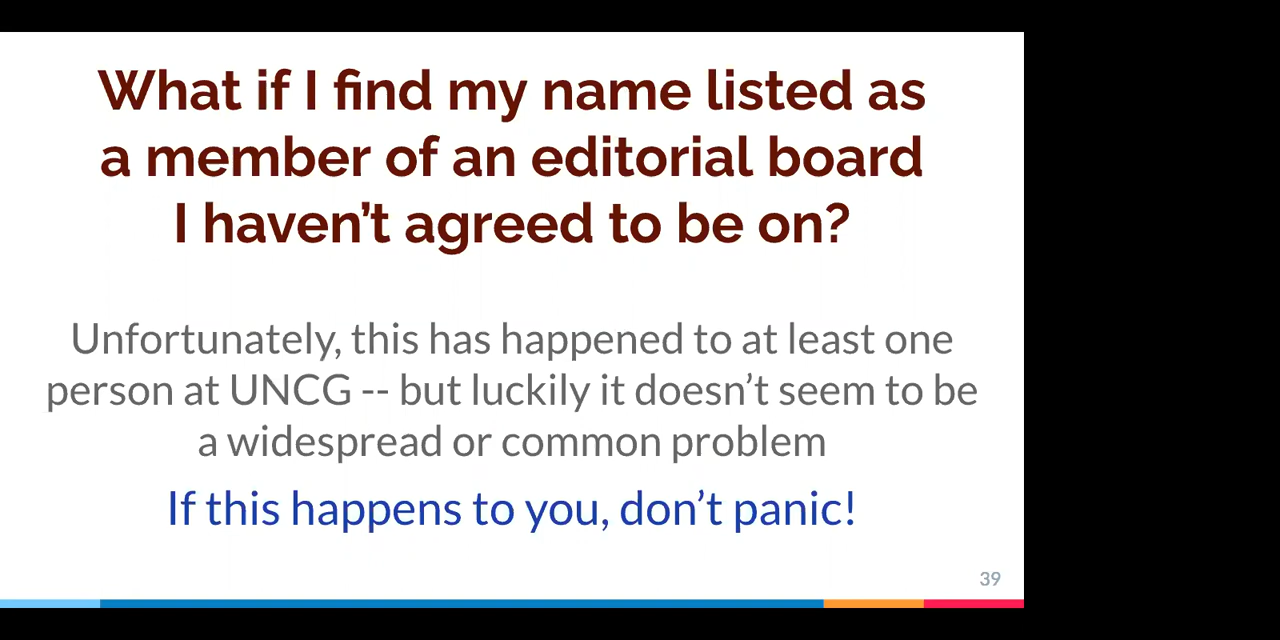 What if I find my name listed as
a member of an editorial board
I haven’t agreed to be on?
Unfortunately, this has happened to at least one
person at UNCG -- but luckily it doesn’t seem to be
a widespread or common problem
If this happens to you, don’t panic!
39